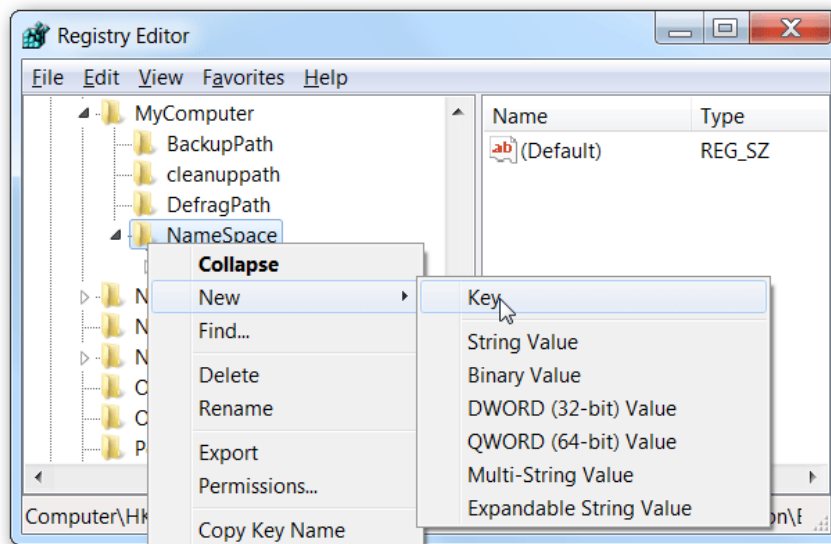 Registry Editor
File Edit View Favorites Help
MyComputer
BackupPath
cleanuppath
DefragPath
NameSpace
N
N
N
O
O
P
Name Type
ab (Default) REG_SZ
Collapse
New
Find...
Delete
Rename
Export
Permissions...
Copy Key Name
Key
String Value
Binary Value
DWORD (32-bit) Value
QWORD (64-bit) Value
Multi-String Value
Expandable String Value
Computer\HK